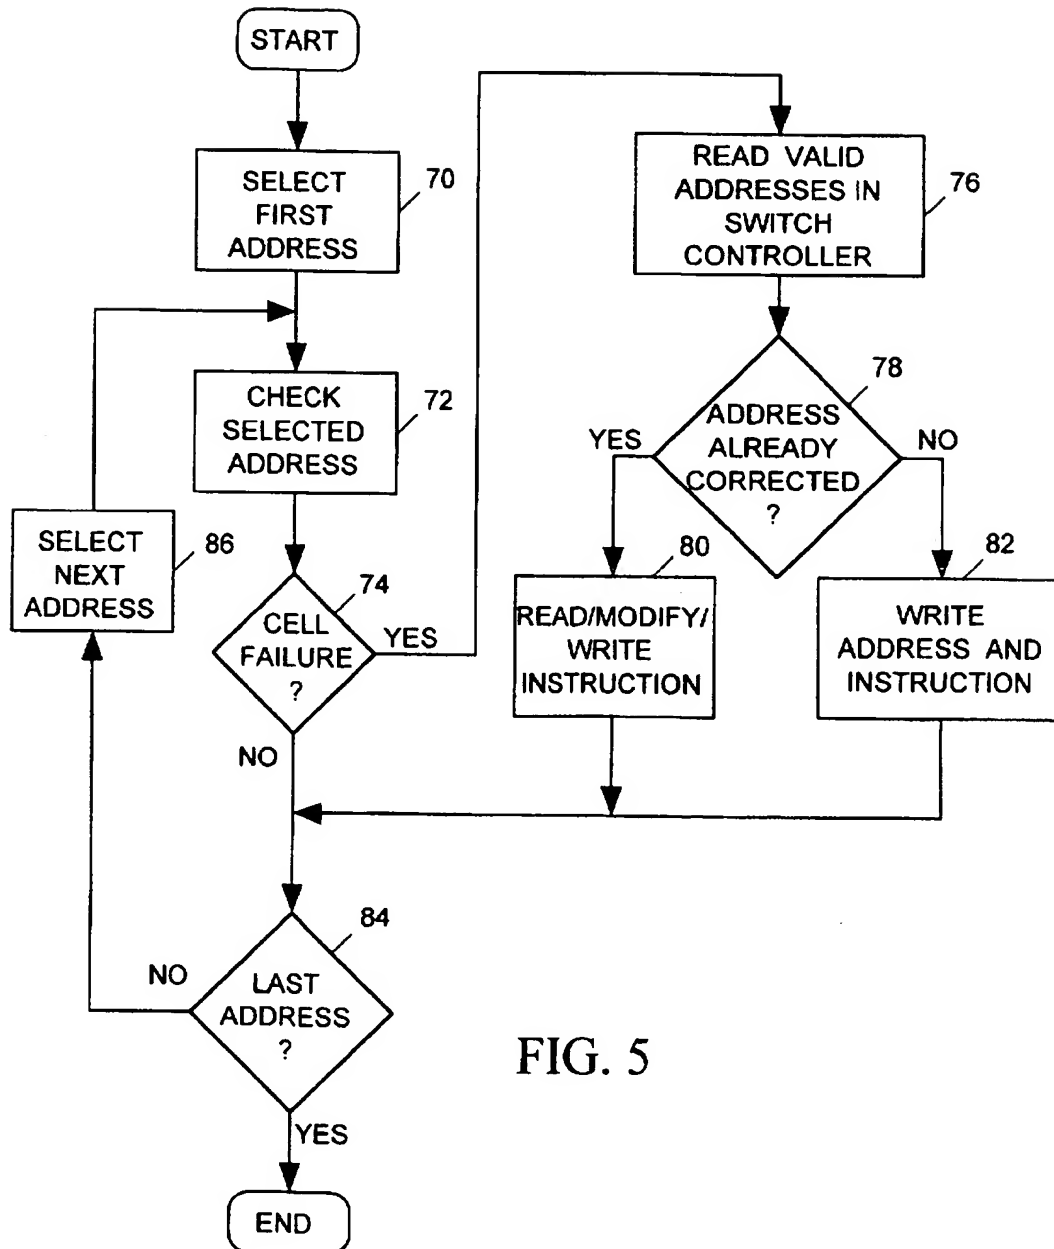 START
SELECT
FIRST
ADDRESS
70
CHECK
SELECTED
ADDRESS
72
CELL
FAILURE
?
74
YES
NO
READ VALID
ADDRESSES IN
SWITCH
CONTROLLER
76
ADDRESS
ALREADY
CORRECTED
?
78
YES
NO
READ/MODIFY/
WRITE
INSTRUCTION
80
WRITE
ADDRESS AND
INSTRUCTION
82
LAST
ADDRESS
?
84
NO
YES
SELECT
NEXT
ADDRESS
86
END
FIG. 5